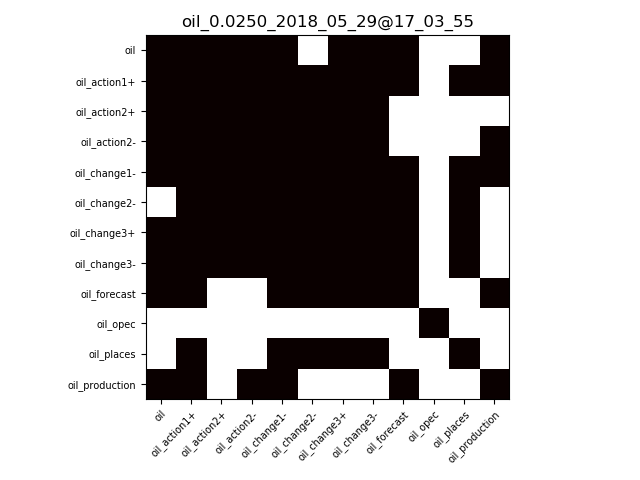 oil_0.0250_2018_05_29@17_03_55
oil
oil_action1+
oil_action2+
oil_action2-
oil_change1-
oil_change2-
oil_change3+
oil_change3-
oil_forecast
oil_opec
oil_places
oil_production
oil
oil_action1+
oil_action2+
oil_action2-
oil_change1-
oil_change2-
oil_change3+
oil_change3-
oil_forecast
oil_opec
oil_places
oil_production